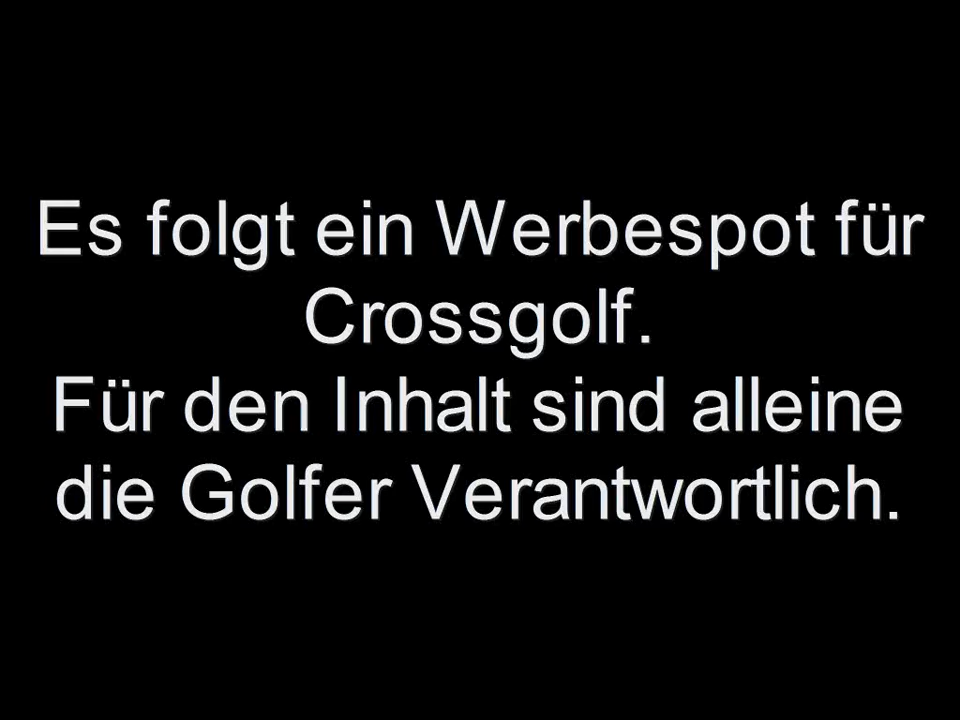 Es folgt ein Werbespot für
Crossgolf.
Für den Inhalt sind alleine
die Golfer Verantwortlich.